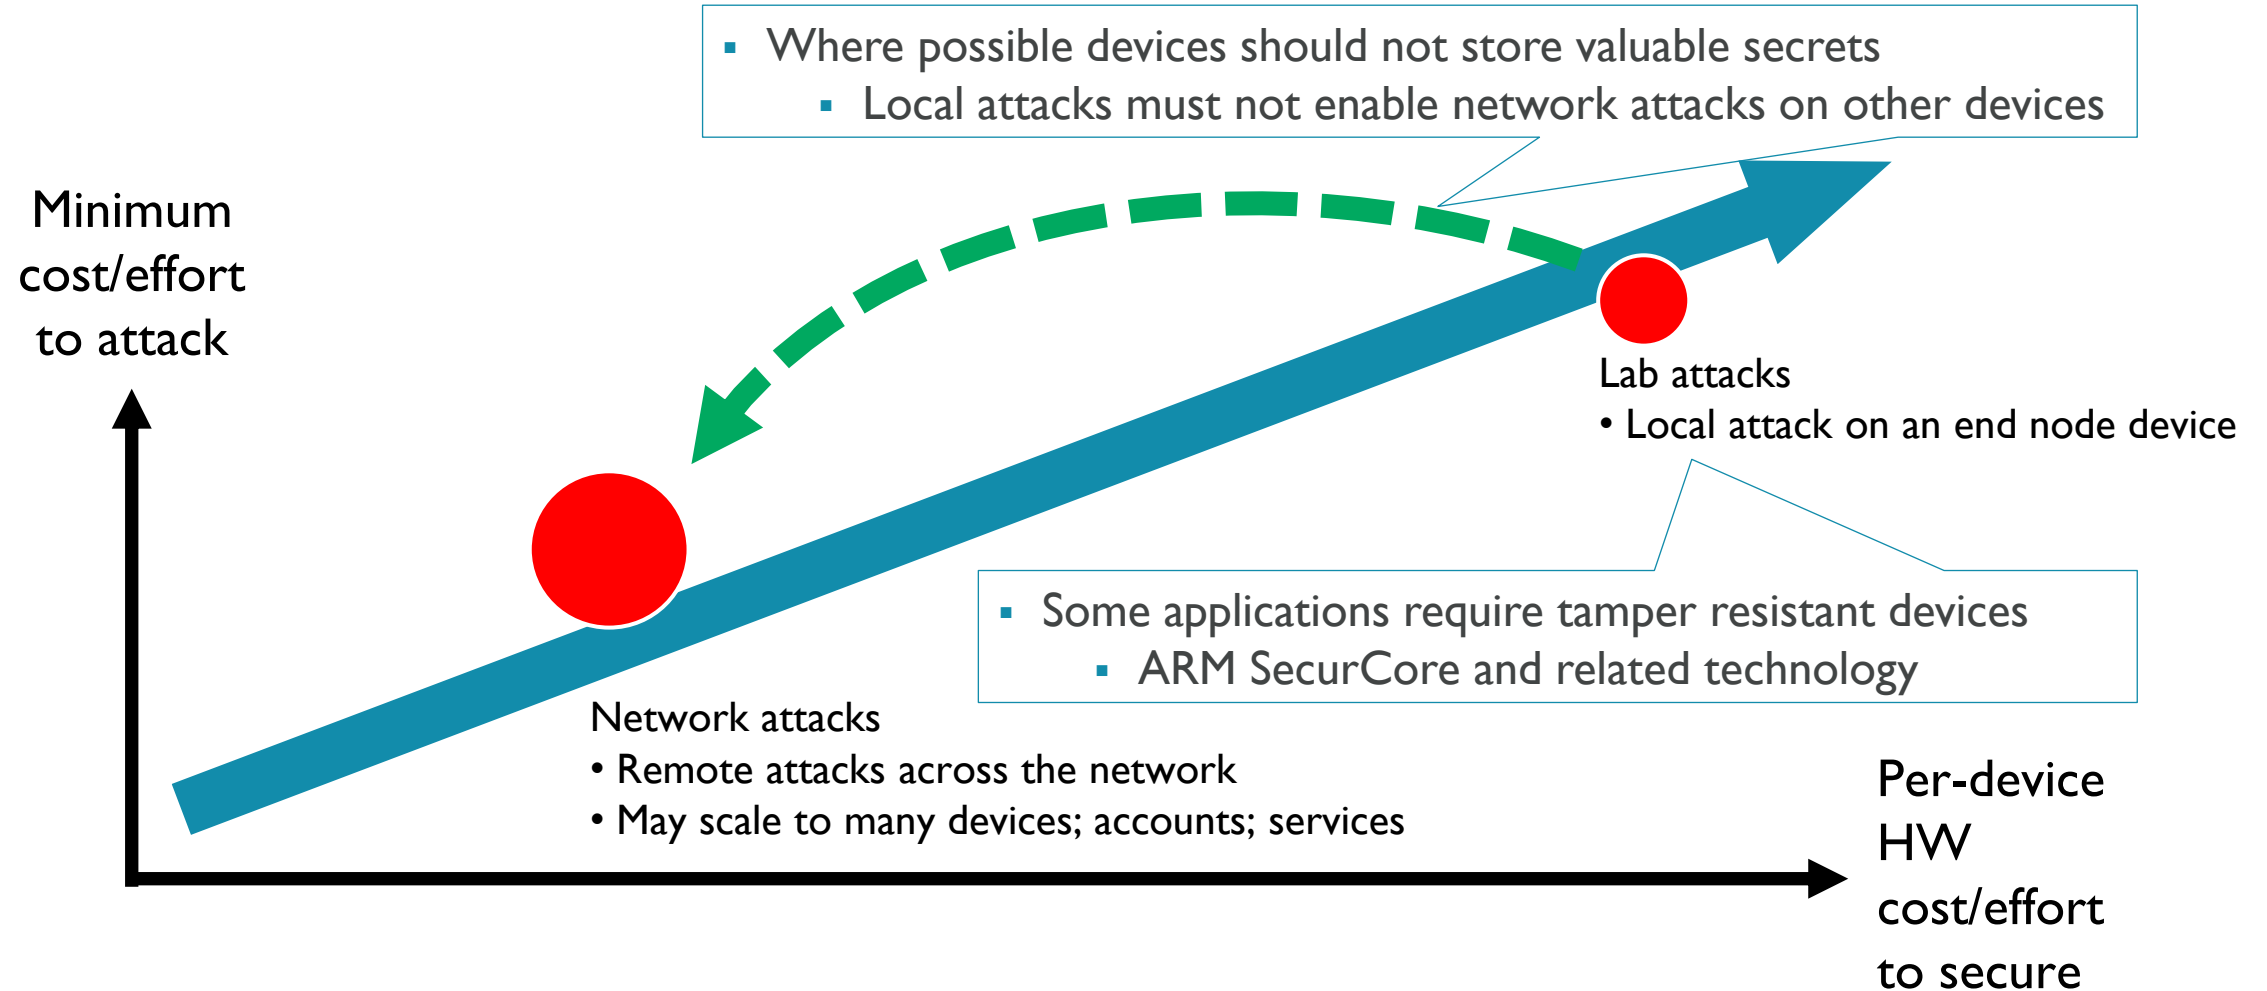 ▪ Where possible devices should not store valuable secrets
▪ Local attacks must not enable network attacks on other devices
Minimum
cost/effort
to attack
Lab attacks
• Local attack on an end node device
▪ Some applications require tamper resistant devices
▪ ARM SecurCore and related technology
Network attacks
• Remote attacks across the network
• May scale to many devices; accounts; services
Per-device
HW
cost/effort
to secure